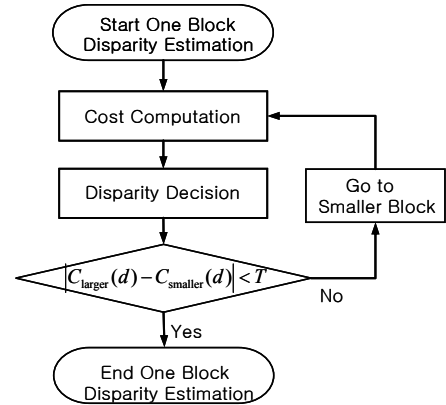 Start One Block
Disparity Estimation
Cost Computation
Disparity Decision
Go to
Smaller Block
|C_larger(d) − C_smaller(d)| < T
No
Yes
End One Block
Disparity Estimation